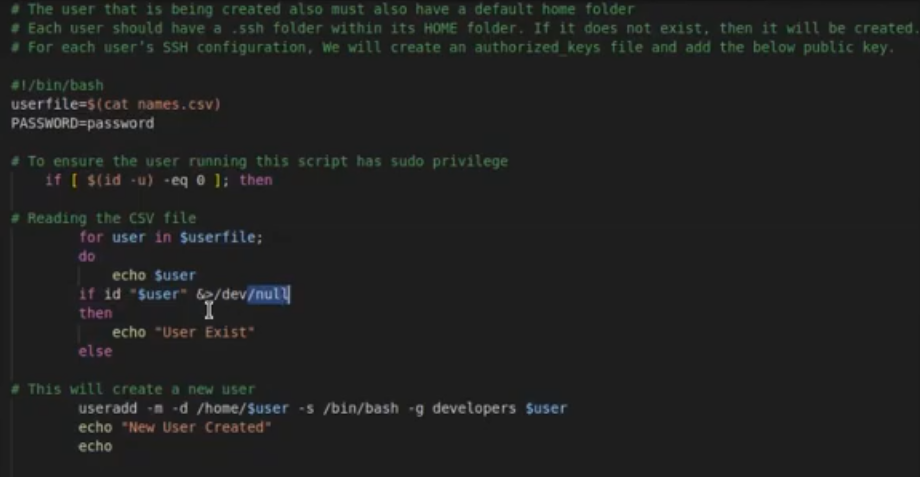 # The user that is being created also must also have a default home folder
# Each user should have a .ssh folder within its HOME folder. If it does not exist, then it will be created.
# For each user's SSH configuration, We will create an authorized_keys file and add the below public key.
#!/bin/bash
userfile=$(cat names.csv)
PASSWORD=password
# To ensure the user running this script has sudo privilege
if [ $(id -u) -eq 0 ]; then
# Reading the CSV file
for user in $userfile;
do
echo $user
if id "$user" &>/dev/null
then
echo "User Exist"
else
# This will create a new user
useradd -m -d /home/$user -s /bin/bash -g developers $user
echo "New User Created"
echo